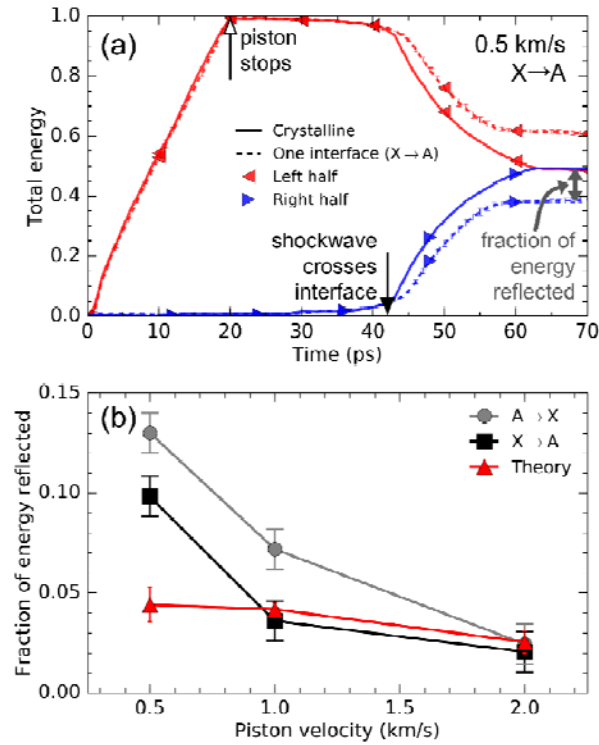 (a)
piston
stops
0.5 km/s
X→A
Crystalline
One interface (X→A)
Left half
Right half
shockwave
crosses
interface
fraction of
energy
reflected
Total energy
1.0
0.8
0.6
0.4
0.2
0.0
0 10 20 30 40 50 60 70
Time (ps)
(b)
A→X
X→A
Theory
Fraction of energy reflected
0.15
0.10
0.05
0.00
0.5 1.0 1.5 2.0
Piston velocity (km/s)